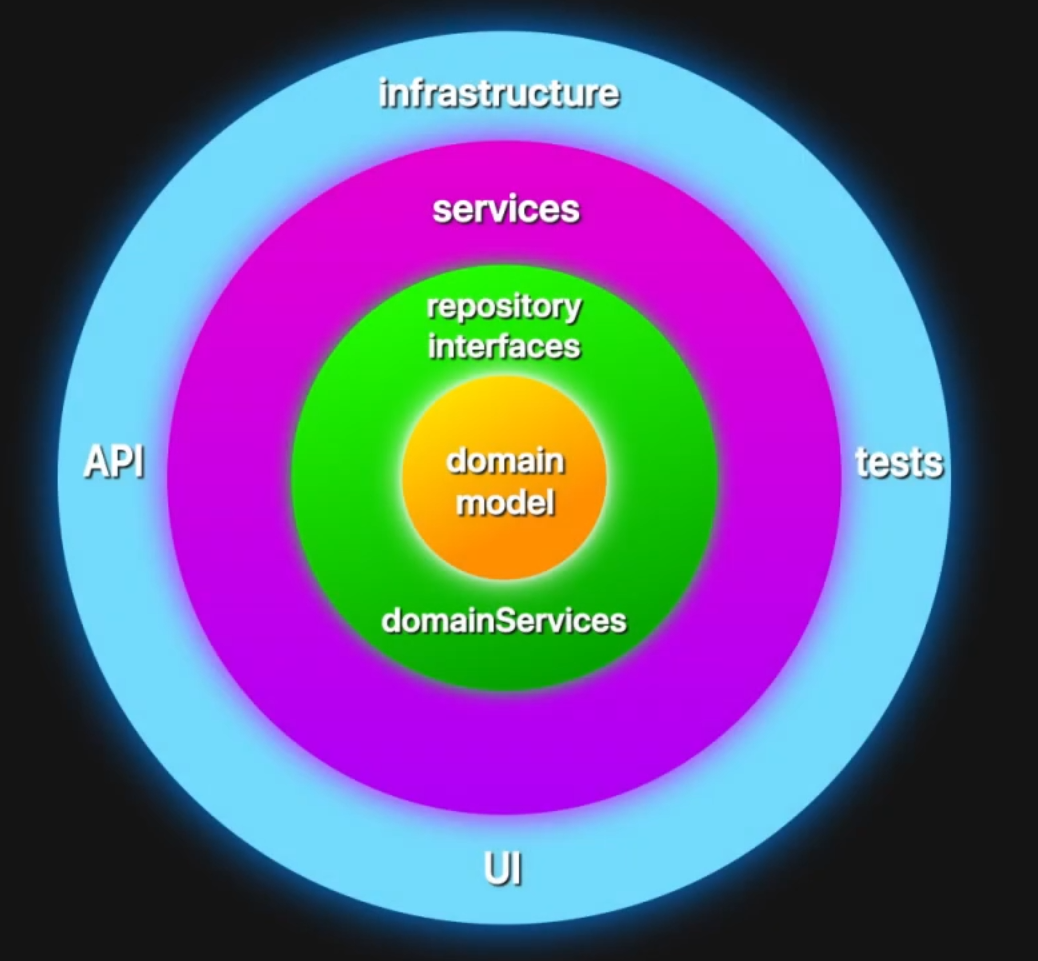 infrastructure
services
repository
interfaces
API
domain
model
tests
domainServices
UI